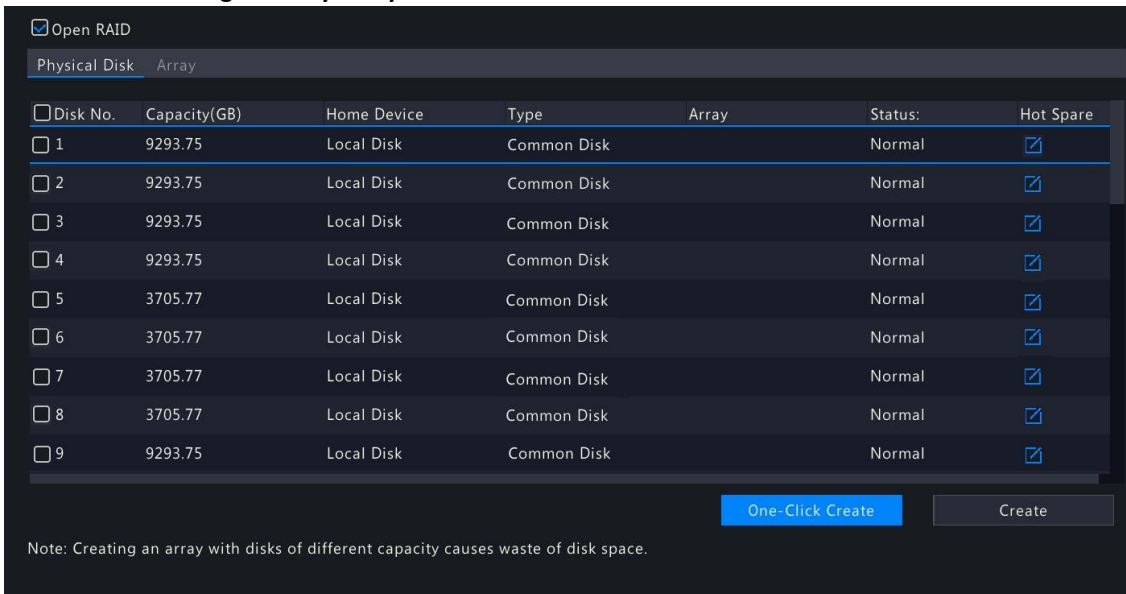 Open RAID
Physical Disk Array
Disk No. Capacity(GB) Home Device Type Array Status: Hot Spare
1 9293.75 Local Disk Common Disk Normal
2 9293.75 Local Disk Common Disk Normal
3 9293.75 Local Disk Common Disk Normal
4 9293.75 Local Disk Common Disk Normal
5 3705.77 Local Disk Common Disk Normal
6 3705.77 Local Disk Common Disk Normal
7 3705.77 Local Disk Common Disk Normal
8 3705.77 Local Disk Common Disk Normal
9 9293.75 Local Disk Common Disk Normal
One-Click Create Create
Note: Creating an array with disks of different capacity causes waste of disk space.